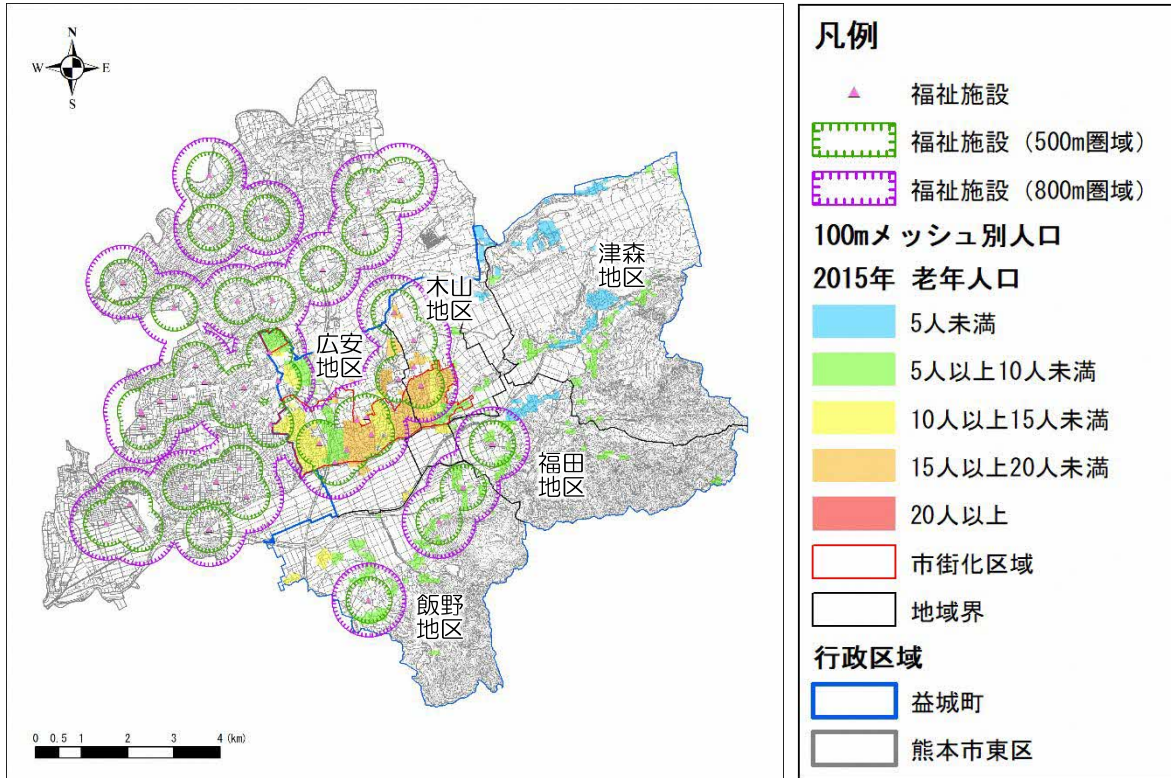 N
W
E
S
津森
地区
木山
地区
広安
地区
福田
地区
飯野
地区
0 0.5 1 2 3 4 (km)
凡例
福祉施設
福祉施設（500m圏域）
福祉施設（800m圏域）
100mメッシュ別人口
2015年 老年人口
5人未満
5人以上10人未満
10人以上15人未満
15人以上20人未満
20人以上
市街化区域
地域界
行政区域
益城町
熊本市東区